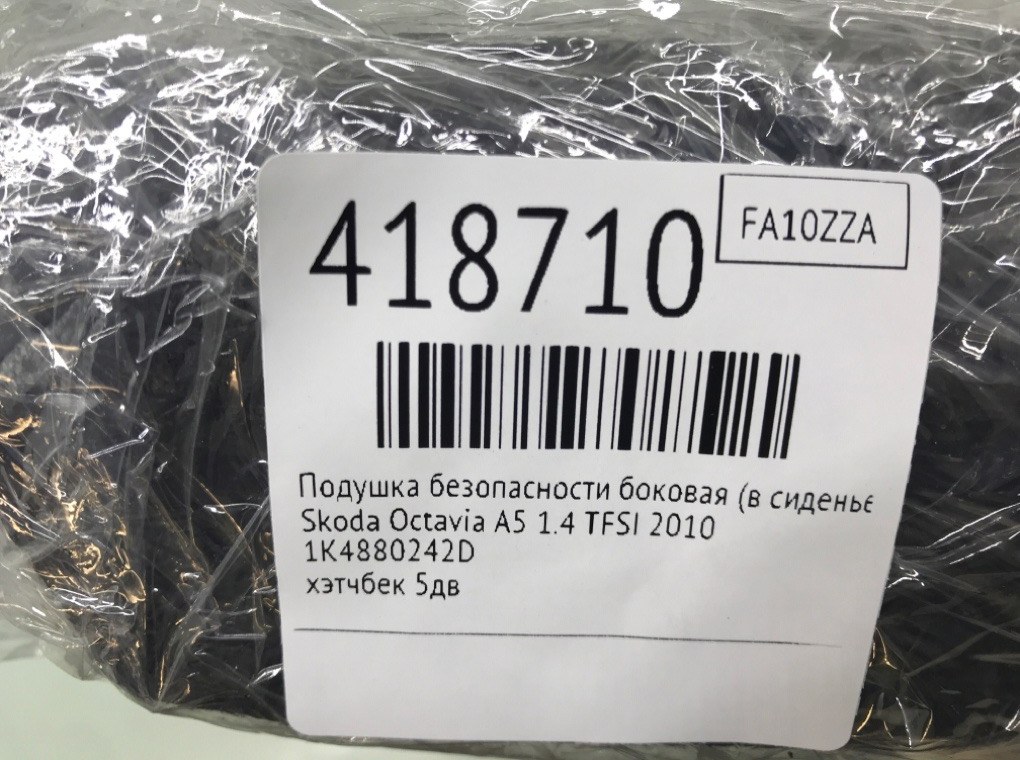 418710
FA10ZZA
Подушка безопасности боковая (в сиденье
Skoda Octavia A5 1.4 TFSI 2010
1K4880242D
хэтчбек 5дв